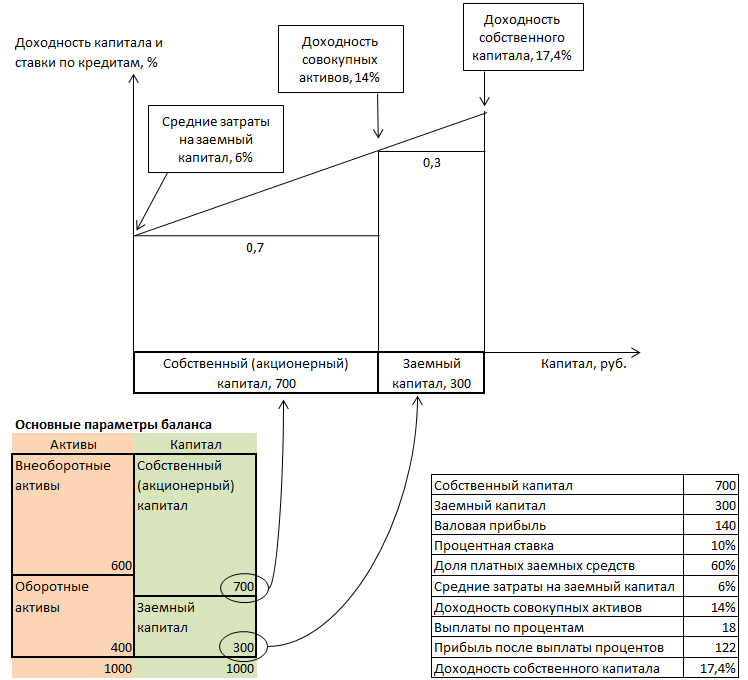 Доходность капитала и
ставки по кредитам, %
Доходность
совокупных
активов, 14%
Доходность
собственного
капитала, 17,4%
Средние затраты
на заемный
капитал, 6%
0,3
0,7
Собственный (акционерный)
капитал, 700
Заемный
капитал, 300
Капитал, руб.
Основные параметры баланса
Активы Капитал
Внеоборотные
активы
600
Собственный
(акционерный)
капитал
700
Оборотные
активы
400
Заемный
капитал
300
1000 1000
Собственный капитал 700
Заемный капитал 300
Валовая прибыль 140
Процентная ставка 10%
Доля платных заемных средств 60%
Средние затраты на заемный капитал 6%
Доходность совокупных активов 14%
Выплаты по процентам 18
Прибыль после выплаты процентов 122
Доходность собственного капитала 17,4%